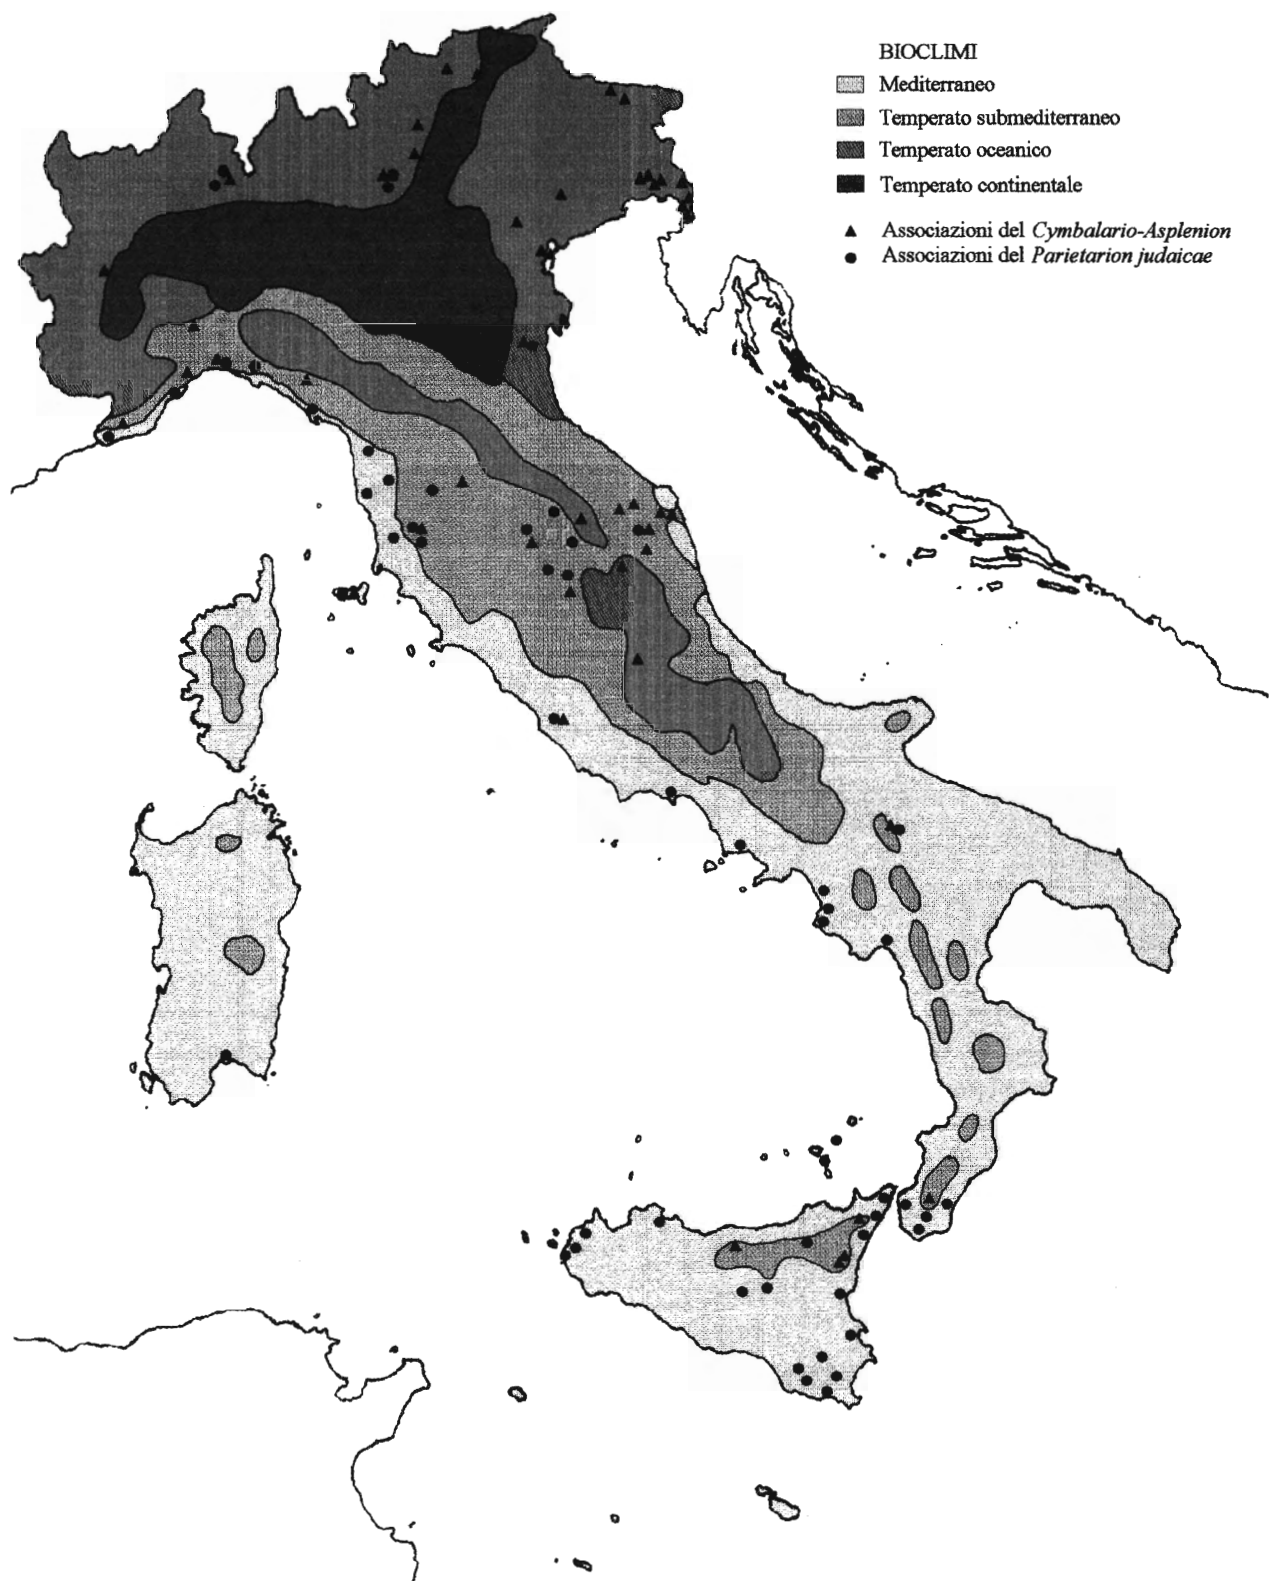 BIOCLIMI
Mediterraneo
Temperato submediterraneo
Temperato oceanico
Temperato continentale
Associazioni del Cymbalario-Asplenion
Associazioni del Parietarion judaicae